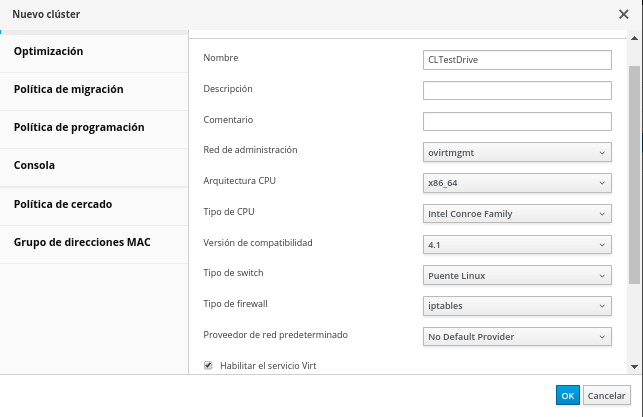 Nuevo clúster
Optimización
Política de migración
Política de programación
Consola
Política de cercado
Grupo de direcciones MAC
Nombre CLTestDrive
Descripción
Comentario
Red de administración ovirtmgmt
Arquitectura CPU x86_64
Tipo de CPU Intel Conroe Family
Versión de compatibilidad 4.1
Tipo de switch Puente Linux
Tipo de firewall iptables
Proveedor de red predeterminado No Default Provider
Habilitar el servicio Virt
OK Cancelar